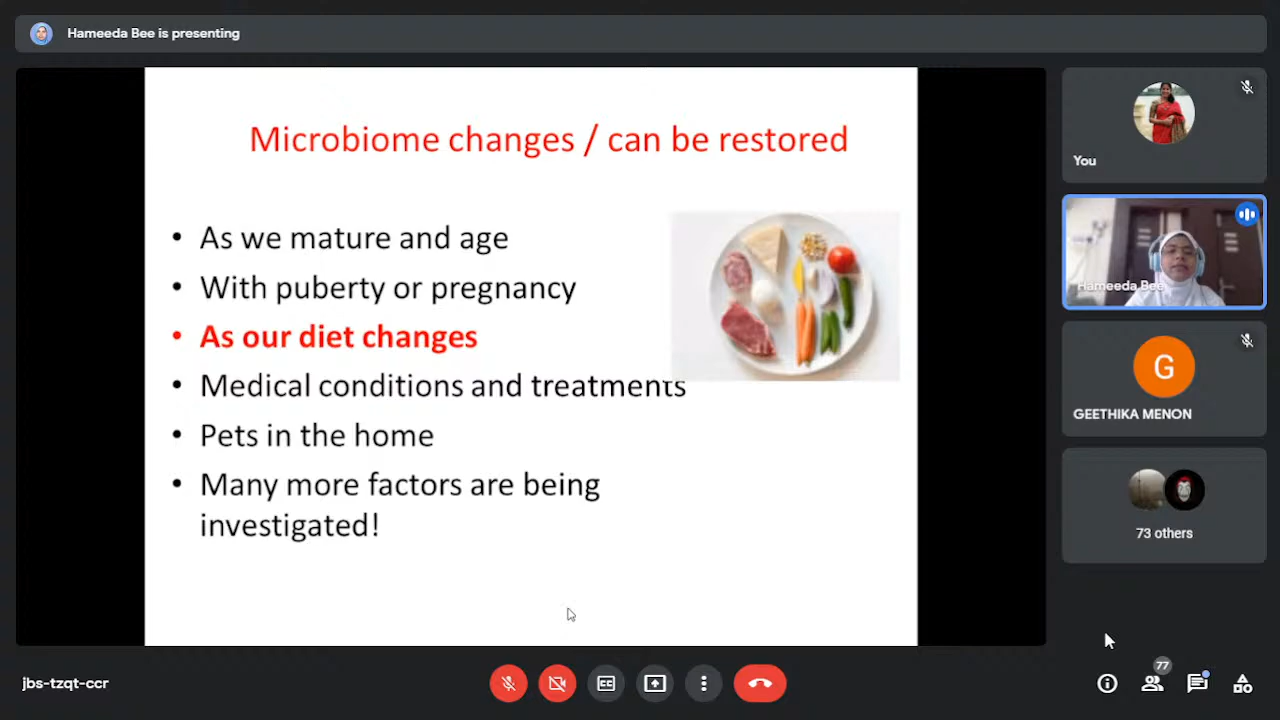 Hameeda Bee is presenting
Microbiome changes / can be restored
• As we mature and age
• With puberty or pregnancy
• As our diet changes
• Medical conditions and treatments
• Pets in the home
• Many more factors are being
investigated!
You
Hameeda Bee
G
GEETHIKA MENON
73 others
jbs-tzqt-ccr
CC
77